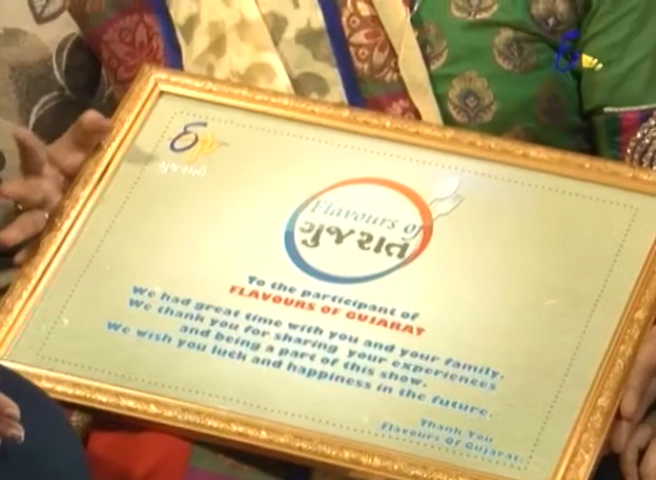 ગુજરાતી
Flavours of
ગુજરાત
To the participant of
FLAVOURS OF GUJARAT
We had great time with you and your family.
We thank you for sharing your experiences
and being a part of this show.
We wish you luck and happiness in the future.
Thank You
Flavours Of Gujarat.